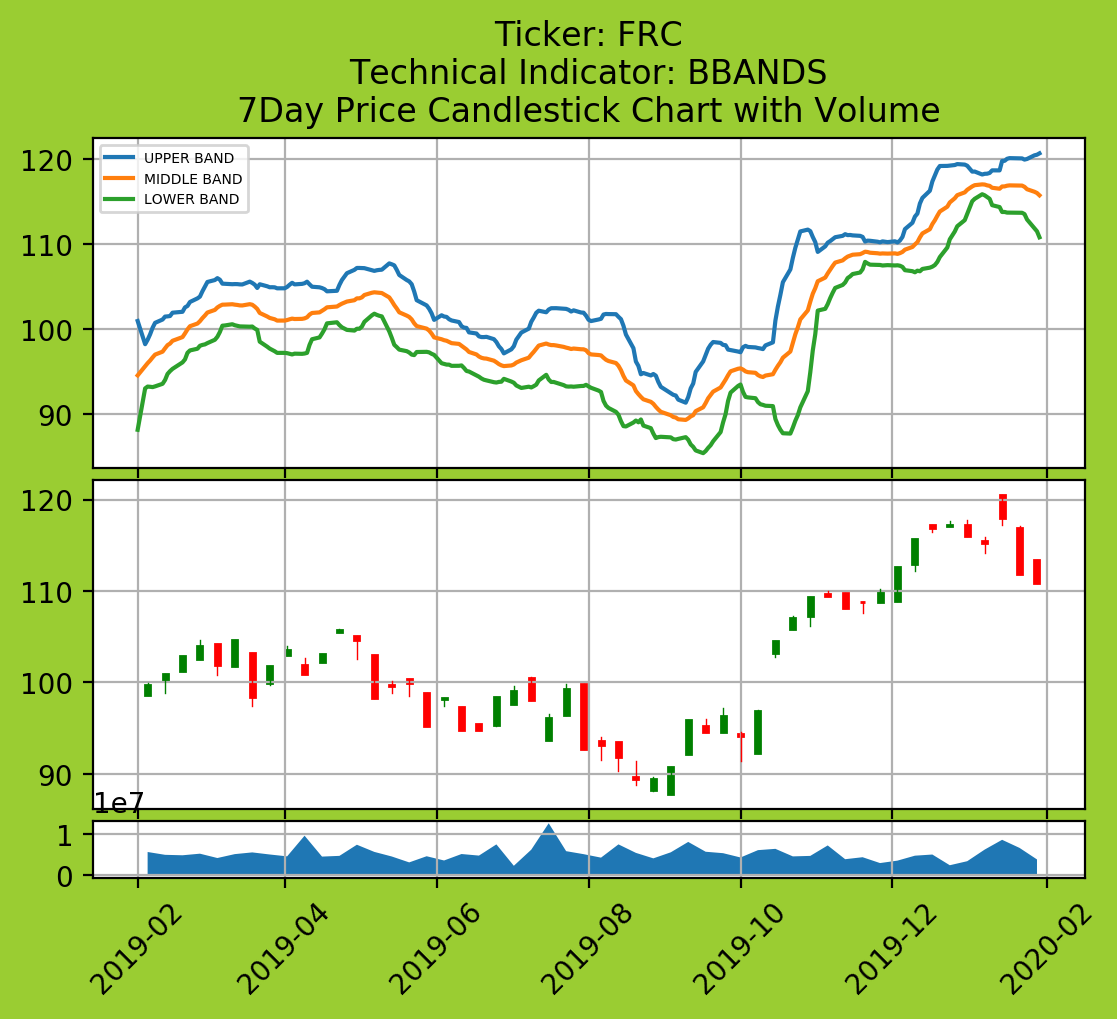 Ticker: FRC
Technical Indicator: BBANDS
7Day Price Candlestick Chart with Volume
120
110
100
90
UPPER BAND
MIDDLE BAND
LOWER BAND
120
110
100
90
1e7
1
0
2019-02
2019-04
2019-06
2019-08
2019-10
2019-12
2020-02